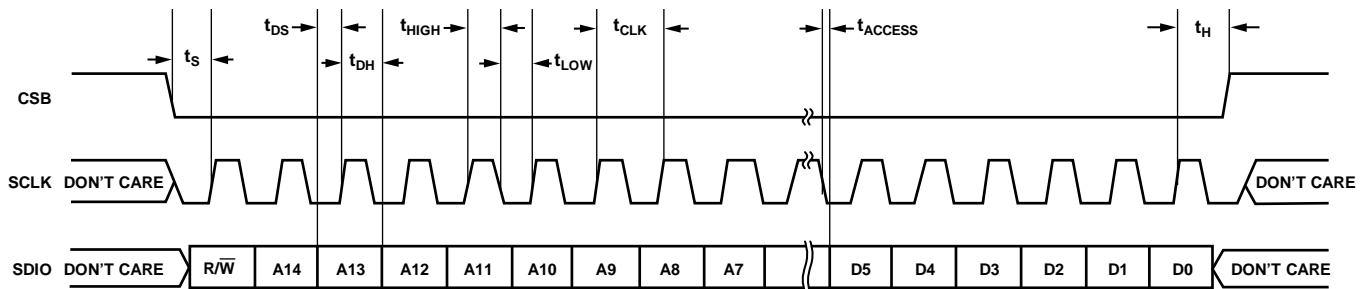 tDS tHIGH tCLK tACCESS tH
tS tDH tLOW
CSB
SCLK DON'T CARE DON'T CARE
SDIO DON'T CARE R/W̅ A14 A13 A12 A11 A10 A9 A8 A7 D5 D4 D3 D2 D1 D0 DON'T CARE